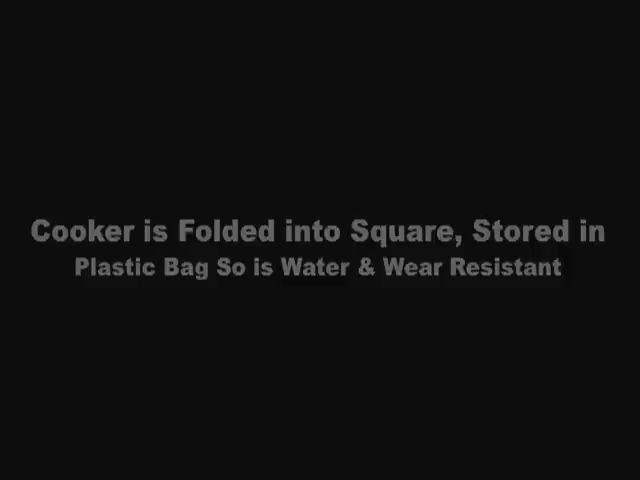 Cooker is Folded into Square, Stored in
Plastic Bag So is Water & Wear Resistant